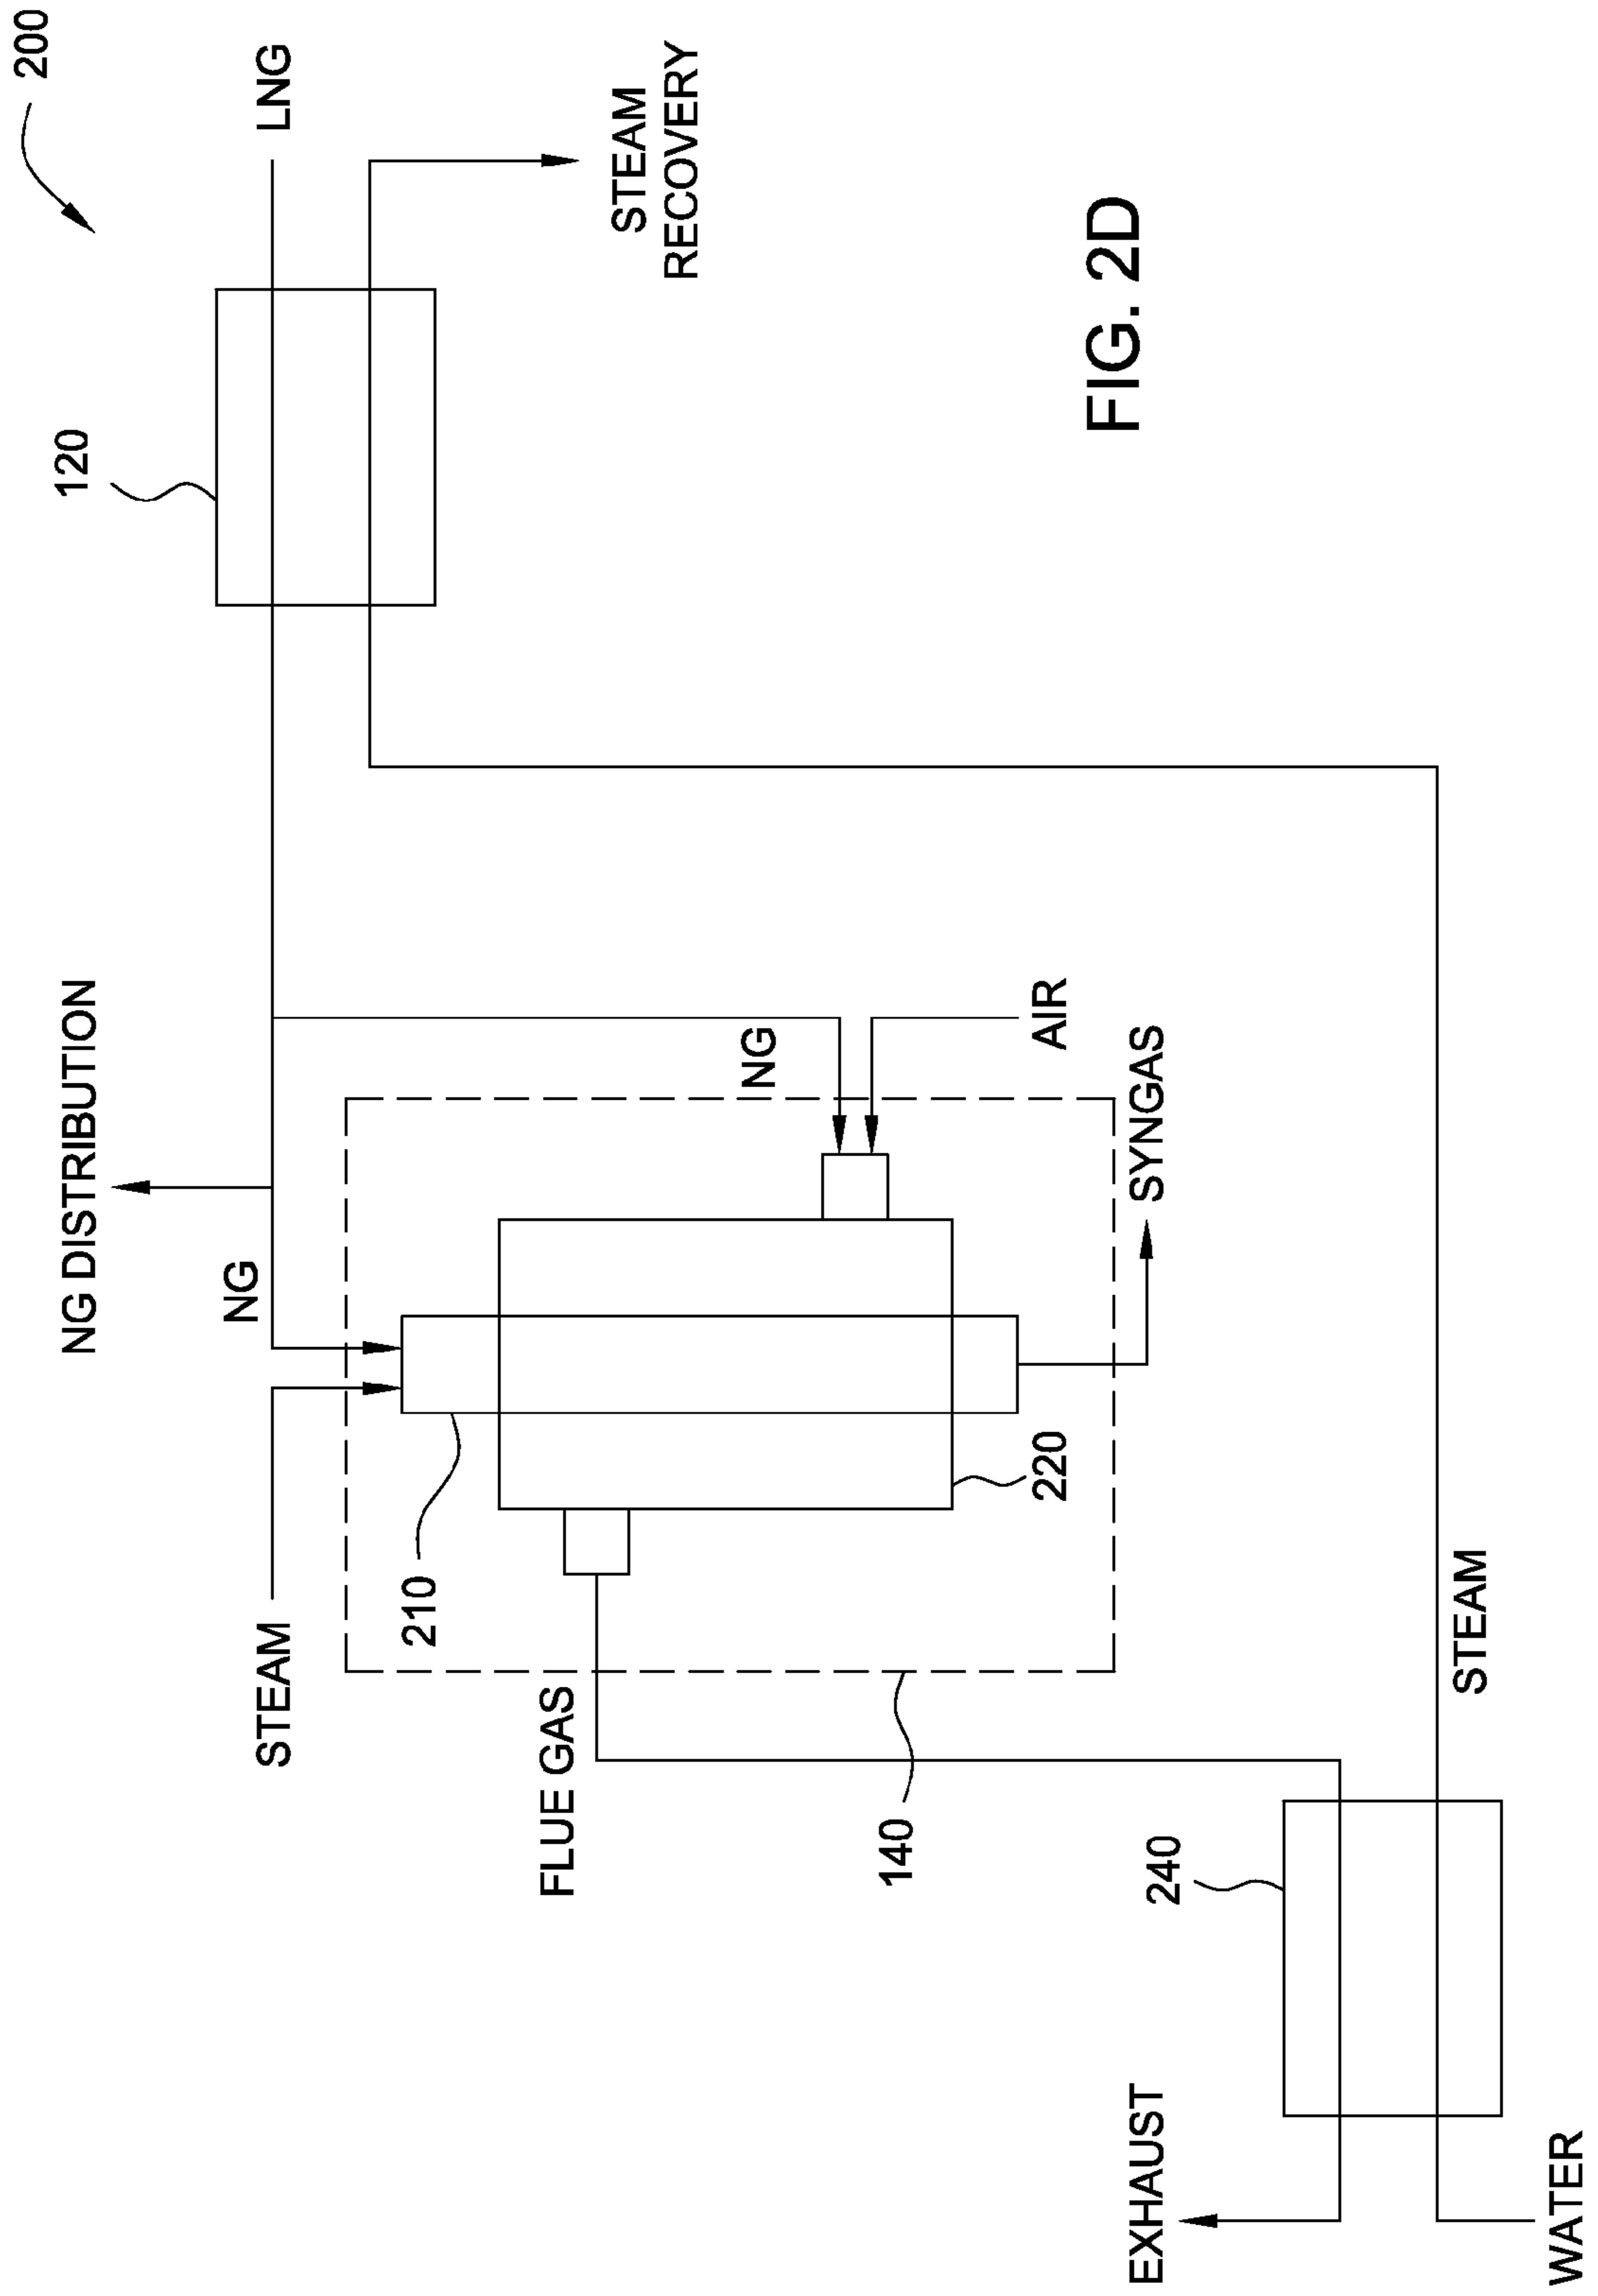 200
LNG
120
STEAM
RECOVERY
NG DISTRIBUTION
NG
STEAM
NG
AIR
SYNGAS
210
220
FLUE GAS
140
240
STEAM
EXHAUST
WATER
FIG. 2D